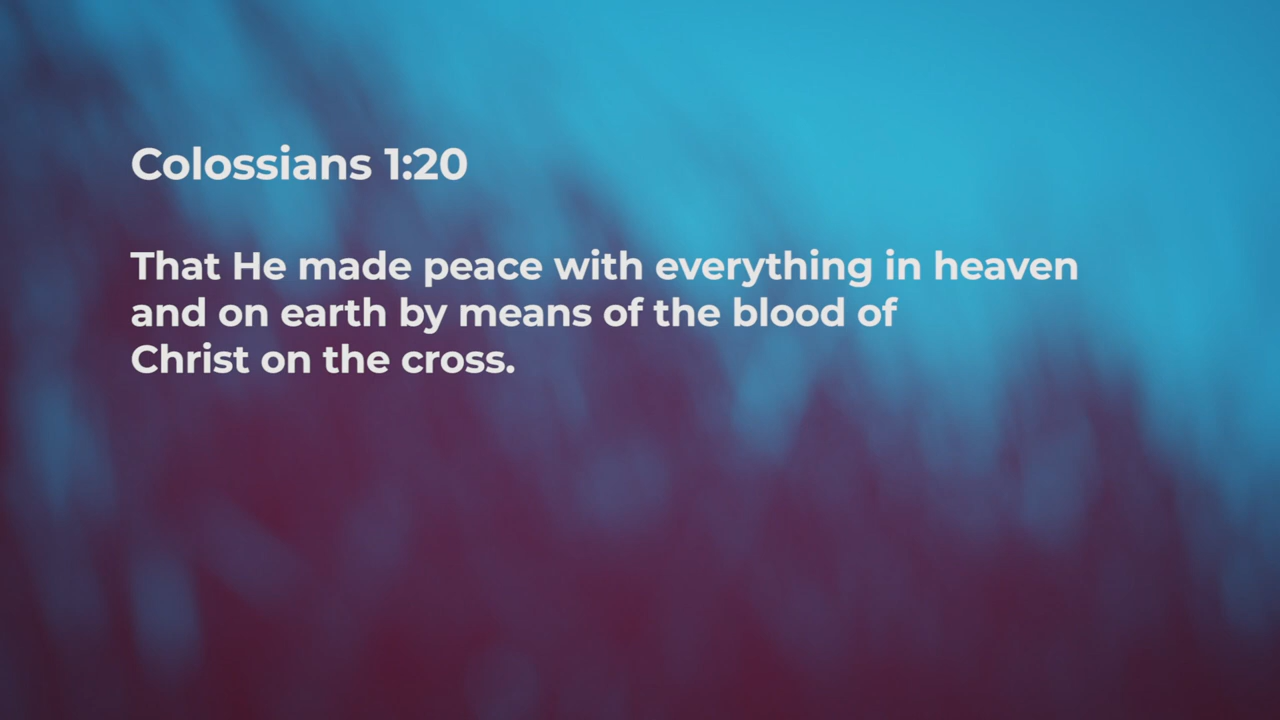 Colossians 1:20
That He made peace with everything in heaven
and on earth by means of the blood of
Christ on the cross.